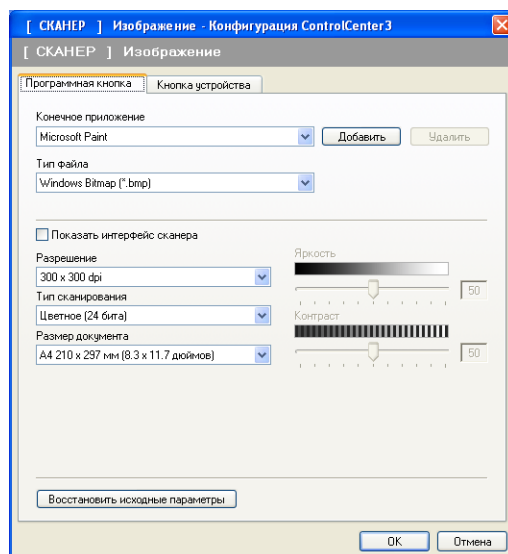 [ СКАНЕР ] Изображение - Конфигурация ControlCenter3
[ СКАНЕР ] Изображение
Программная кнопка Кнопка устройства
Конечное приложение
Microsoft Paint Добавить Удалить
Тип файла
Windows Bitmap (*.bmp)
Показать интерфейс сканера
Разрешение Яркость
300 x 300 dpi 50
Тип сканирования
Цветное (24 бита) Контраст
Размер документа
A4 210 x 297 мм (8.3 x 11.7 дюймов) 50
Восстановить исходные параметры
OK Отмена